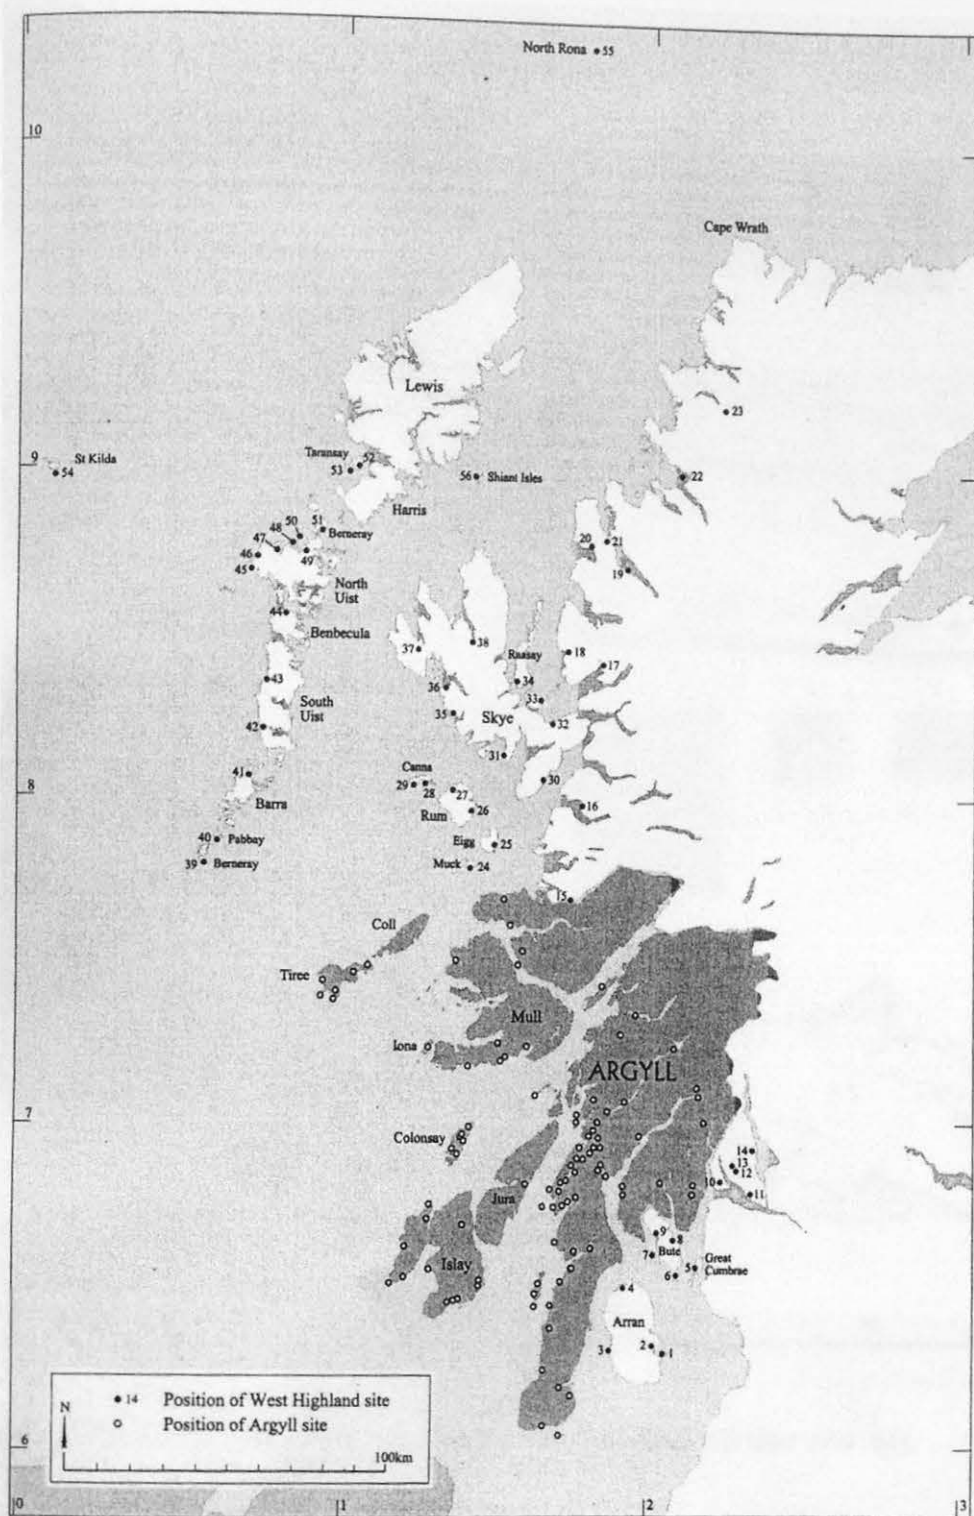 North Rona 55
10
Cape Wrath
Lewis
23
St Kilda
9
54
Taransay 52
53
56 Shiant Isles
22
Harris
50 51
48
47
Berneray
46
49
45
20 21
19
North
Uist
44
Benbecula
37
38
Raasay
18
17
43
36
34
33
South
Uist
35
Skye
32
42
31
41
Canna
29 28
27
30
8
Barra
Rum
26
16
40 Pabbay
Eigg
25
39 Berneray
Muck 24
15
Coll
Tiree
Mull
Iona
ARGYLL
7
Colonsay
14
13
12
10
11
Jura
9
8
7 Bute
Islay
5 Great
Cumbrae
6
4
Arran
3
2
1
14 Position of West Highland site
N
Position of Argyll site
100km
6
0
1
2
3